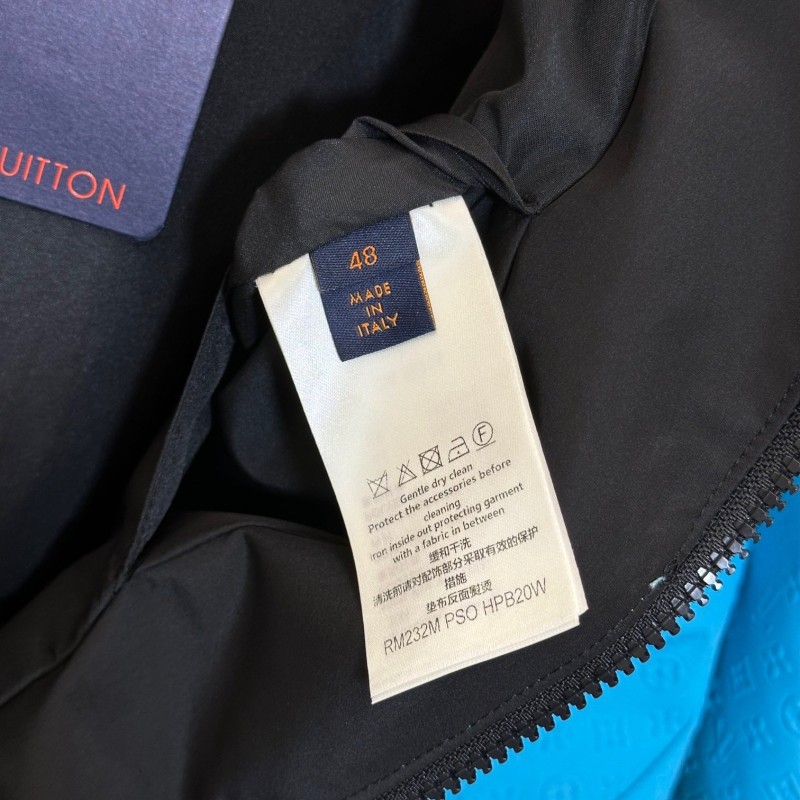 UITTON
48
MADE
IN
ITALY
F
Gentle dry clean
Protect the accessories before
cleaning
Iron inside out protecting garment
with a fabric in between
缓和干洗
清洗前请对配饰部分采取有效的保护
措施
垫布反面熨烫
RM232M PSO HPB20W